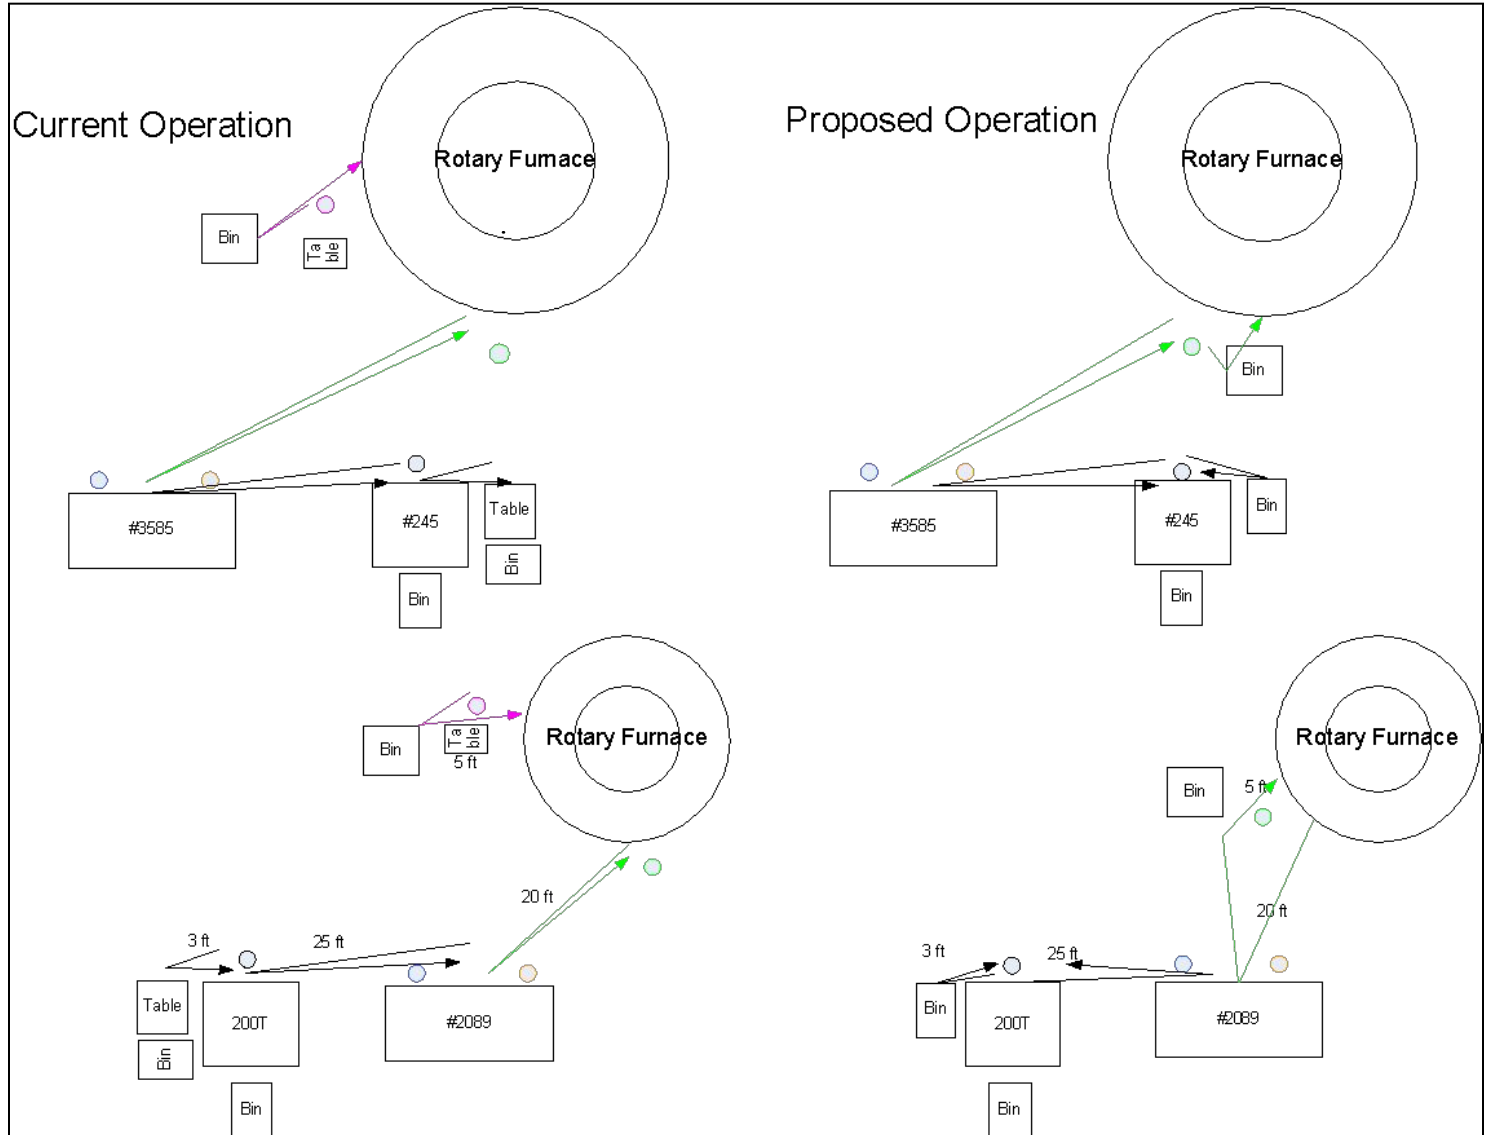 Current Operation
Proposed Operation
Rotary Furnace
Rotary Furnace
Bin
Ta
ble
Bin
#3585
#245
Table
Bin
Bin
#3585
#245
Bin
Bin
Rotary Furnace
Rotary Furnace
Bin
Ta
ble
5 ft
Bin
5 ft
20 ft
20 ft
3 ft
25 ft
3 ft
25 ft
Table
200T
#2089
Bin
Bin
Bin
200T
#2089
Bin